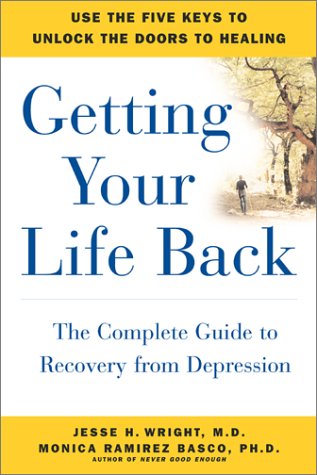 USE THE FIVE KEYS TO
UNLOCK THE DOORS TO HEALING
Getting
Your
Life Back
The Complete Guide to
Recovery from Depression
JESSE H. WRIGHT, M.D.
MONICA RAMIREZ BASCO, PH.D.
AUTHOR OF NEVER GOOD ENOUGH